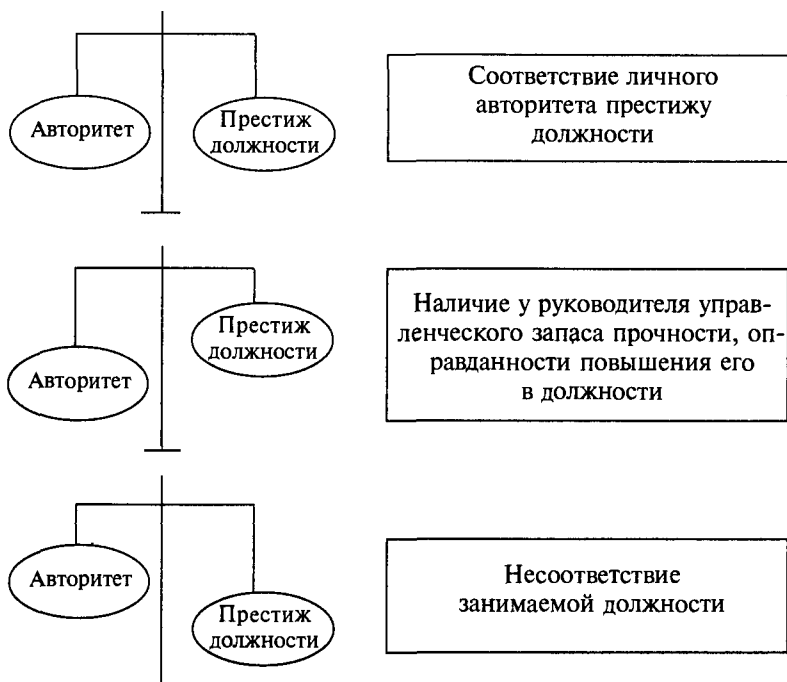 Авторитет
Престиж
должности
Соответствие личного
авторитета престижу
должности
Авторитет
Престиж
должности
Наличие у руководителя управ-
ленческого запаса прочности, оп-
равданности повышения его
в должности
Авторитет
Престиж
должности
Несоответствие
занимаемой должности